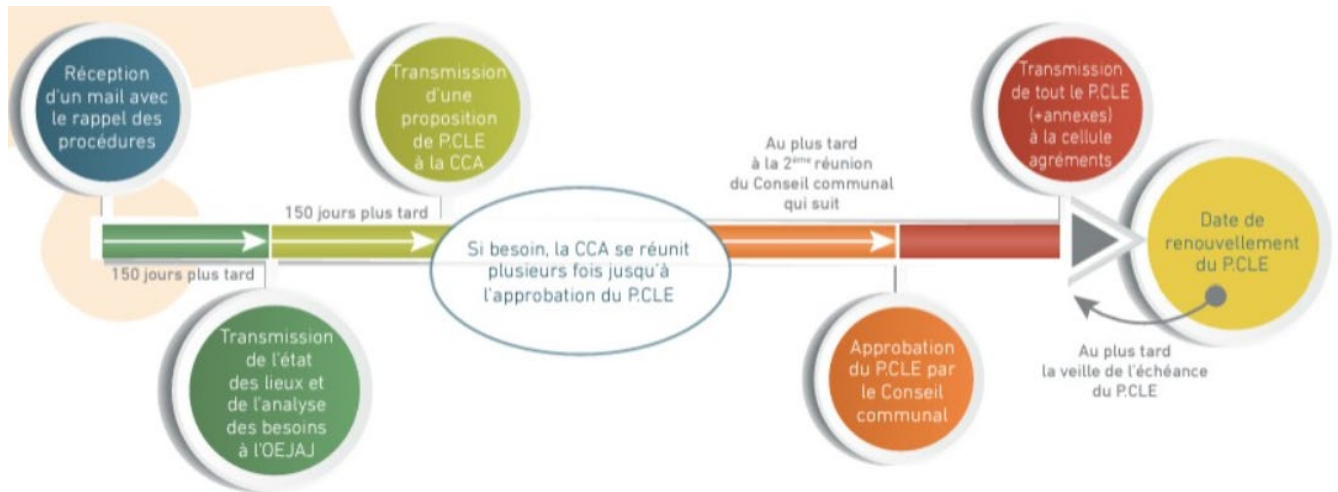 Réception
d'un mail avec
le rappel des
procédures
150 jours plus tard
Transmission
de l'état
des lieux et
de l'analyse
des besoins
à l'OEJAJ
150 jours plus tard
Transmission
d'une
proposition
de P.CLE
à la CCA
Si besoin, la CCA se réunit
plusieurs fois jusqu'à
l'approbation du P.CLE
Au plus tard
à la 2ème réunion
du Conseil communal
qui suit
Approbation
du P.CLE par
le Conseil
communal
Transmission
de tout le P.CLE
(+annexes)
à la cellule
agréments
Date de
renouvellement
du P.CLE
Au plus tard
la veille de l'échéance
du P.CLE